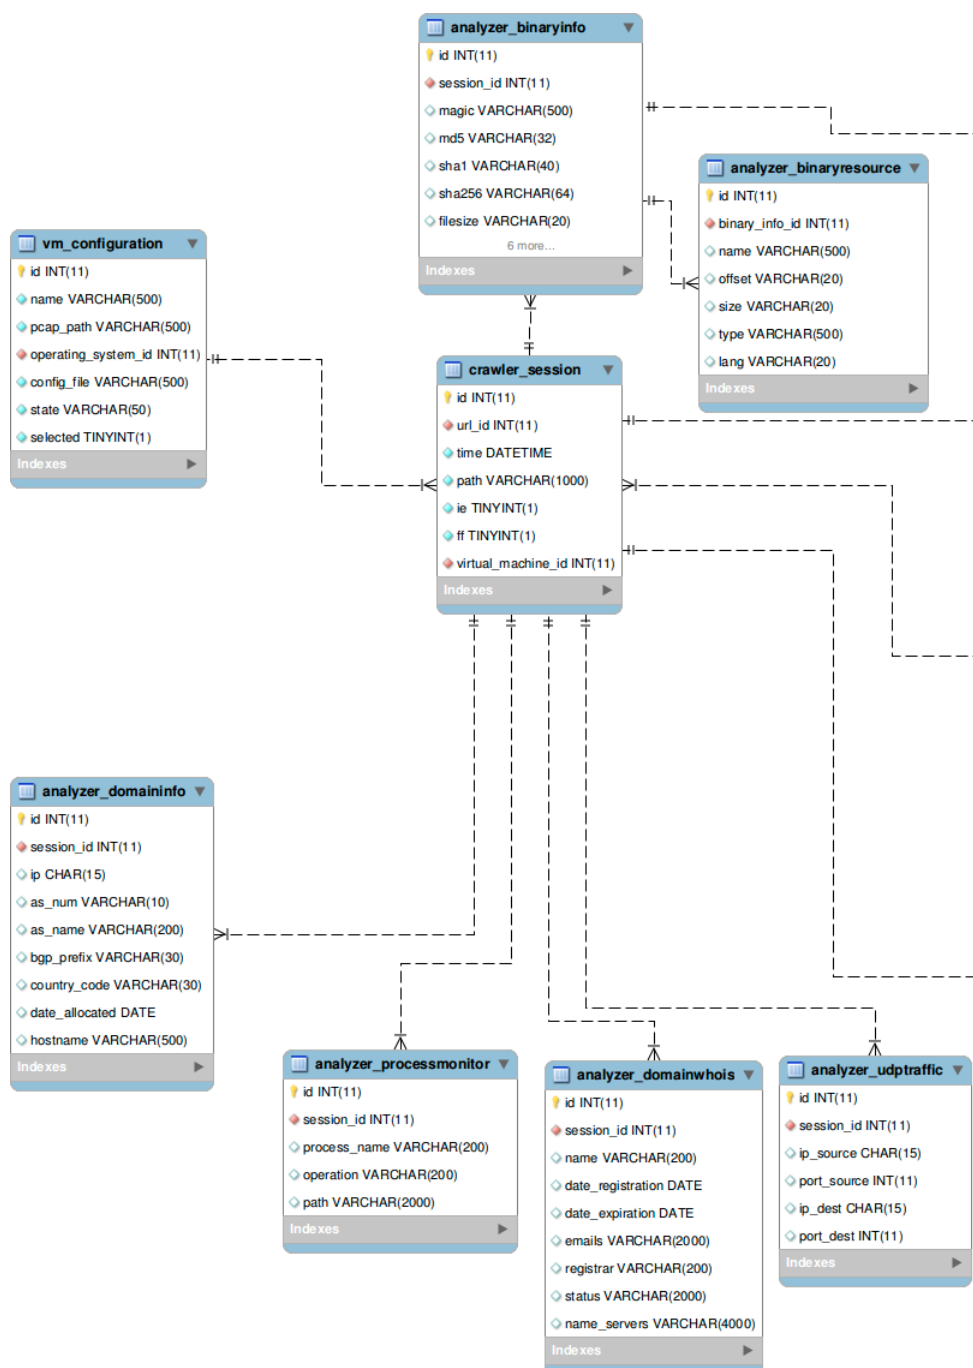 analyzer_binaryinfo
id INT(11)
session_id INT(11)
magic VARCHAR(500)
md5 VARCHAR(32)
sha1 VARCHAR(40)
sha256 VARCHAR(64)
filesize VARCHAR(20)
6 more...
Indexes
analyzer_binaryresource
id INT(11)
binary_info_id INT(11)
name VARCHAR(500)
offset VARCHAR(20)
size VARCHAR(20)
type VARCHAR(500)
lang VARCHAR(20)
Indexes
vm_configuration
id INT(11)
name VARCHAR(500)
pcap_path VARCHAR(500)
operating_system_id INT(11)
config_file VARCHAR(500)
state VARCHAR(50)
selected TINYINT(1)
Indexes
crawler_session
id INT(11)
url_id INT(11)
time DATETIME
path VARCHAR(1000)
ie TINYINT(1)
ff TINYINT(1)
virtual_machine_id INT(11)
Indexes
analyzer_domaininfo
id INT(11)
session_id INT(11)
ip CHAR(15)
as_num VARCHAR(10)
as_name VARCHAR(200)
bgp_prefix VARCHAR(30)
country_code VARCHAR(30)
date_allocated DATE
hostname VARCHAR(500)
Indexes
analyzer_processmonitor
id INT(11)
session_id INT(11)
process_name VARCHAR(200)
operation VARCHAR(200)
path VARCHAR(2000)
Indexes
analyzer_domainwhois
id INT(11)
session_id INT(11)
name VARCHAR(200)
date_registration DATE
date_expiration DATE
emails VARCHAR(2000)
registrar VARCHAR(200)
status VARCHAR(2000)
name_servers VARCHAR(4000)
Indexes
analyzer_udptraffic
id INT(11)
session_id INT(11)
ip_source CHAR(15)
port_source INT(11)
ip_dest CHAR(15)
port_dest INT(11)
Indexes